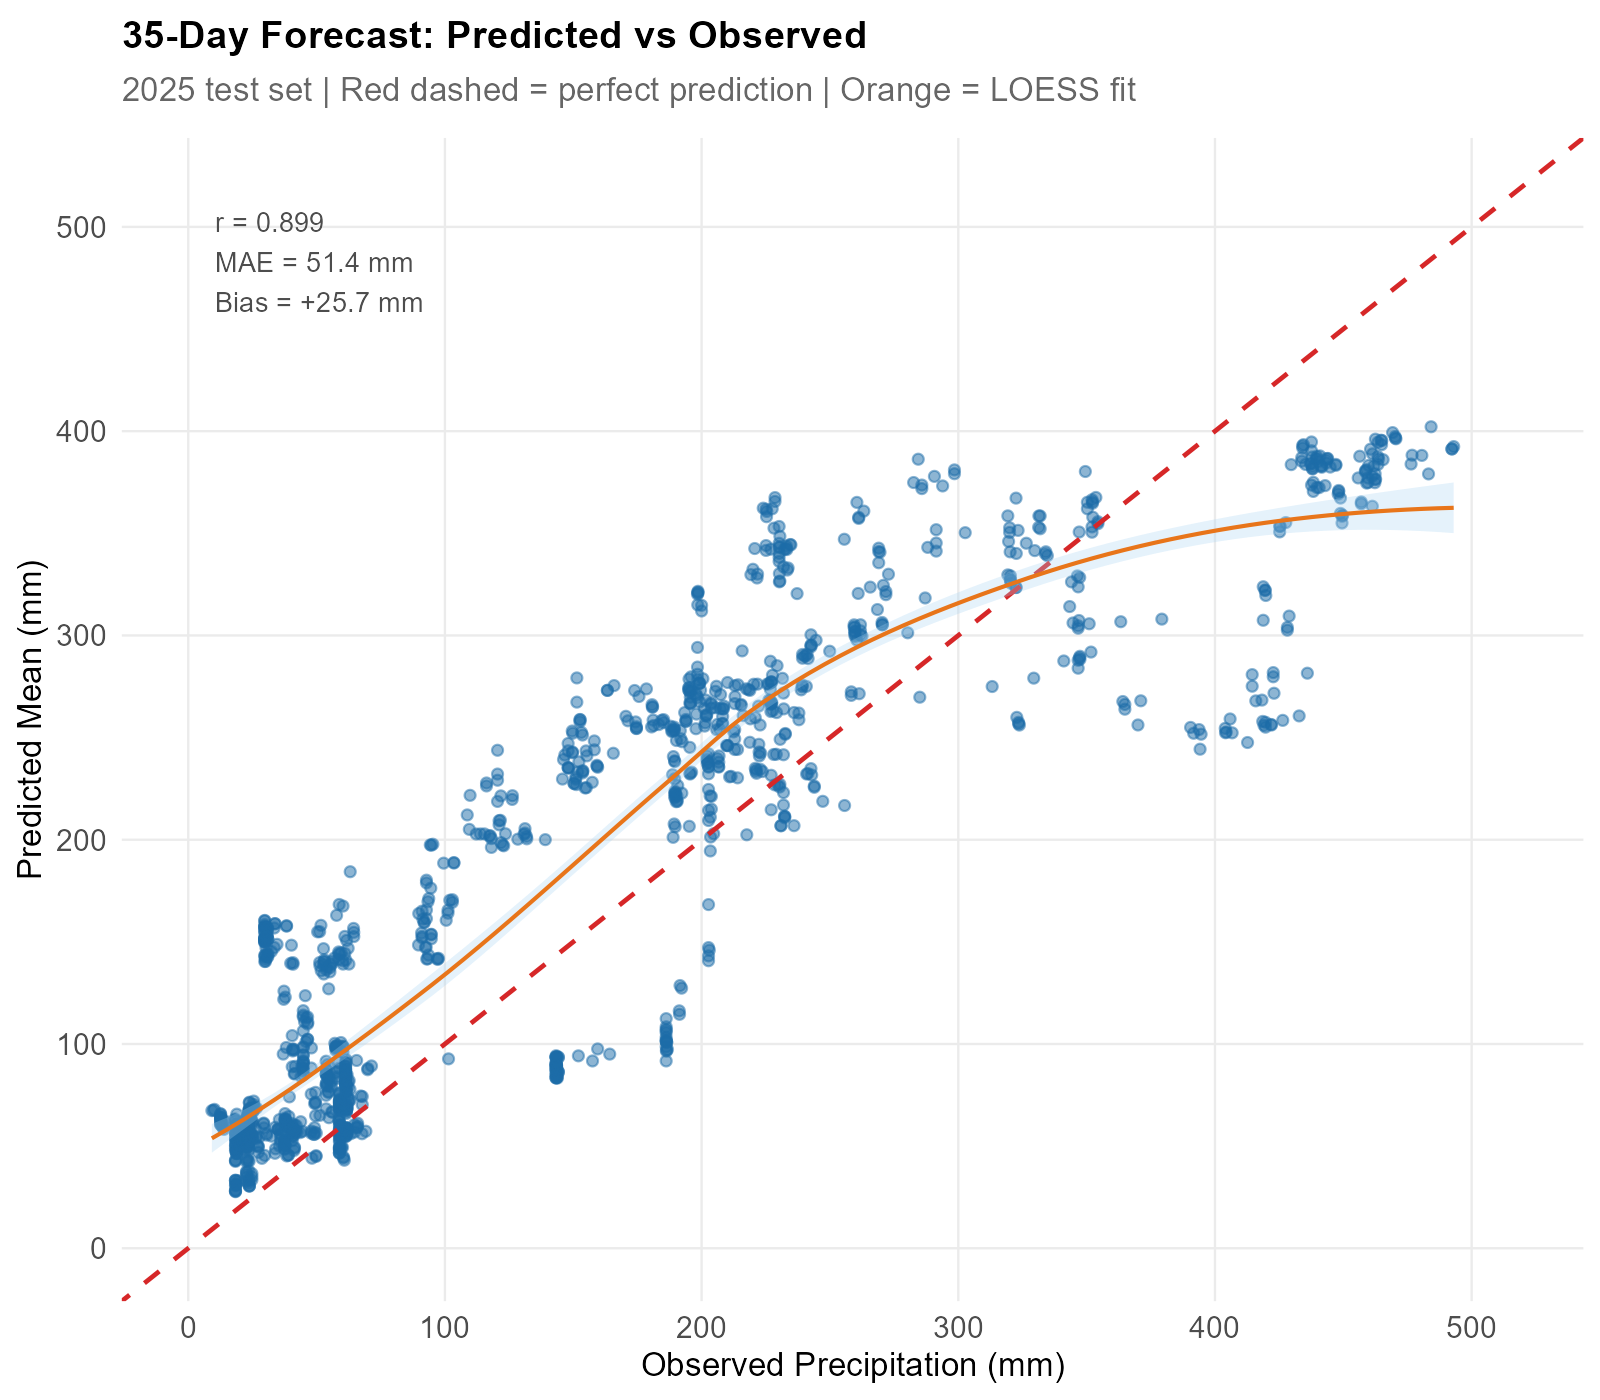 35-Day Forecast: Predicted vs Observed
2025 test set | Red dashed = perfect prediction | Orange = LOESS fit
r = 0.899
MAE = 51.4 mm
Bias = +25.7 mm
500
400
300
200
100
0
Predicted Mean (mm)
0 100 200 300 400 500
Observed Precipitation (mm)